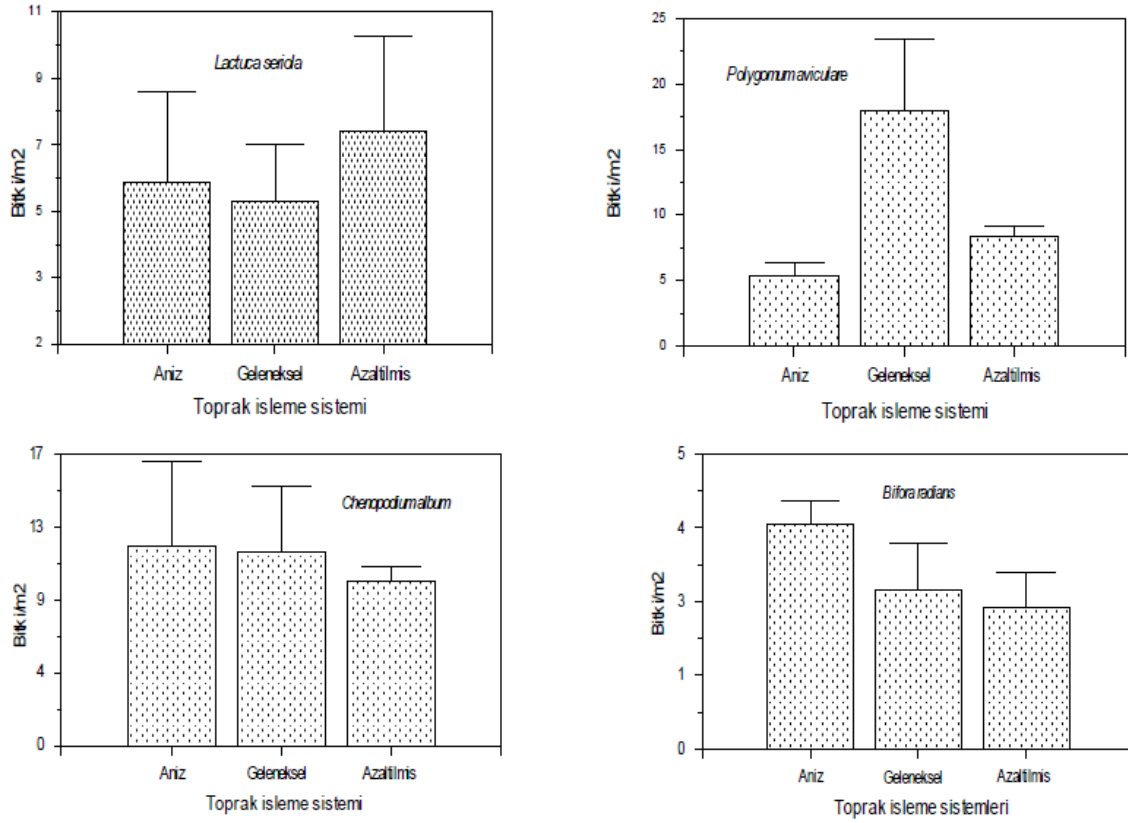 11
9
7
5
3
2
Bitki/m2
Lactuca seriola
Aniz Geleneksel Azaltilmis
Toprak isleme sistemi
25
20
15
10
5
0
Bitki/m2
Polygomum aviculare
Aniz Geleneksel Azaltilmis
Toprak isleme sistemi
17
13
9
4
0
Bitki/m2
Chenopodium album
Aniz Geleneksel Azaltilmis
Toprak isleme sistemi
5
4
3
1
0
Bitki/m2
Bifora radians
Aniz Geleneksel Azaltilmis
Toprak isleme sistemleri